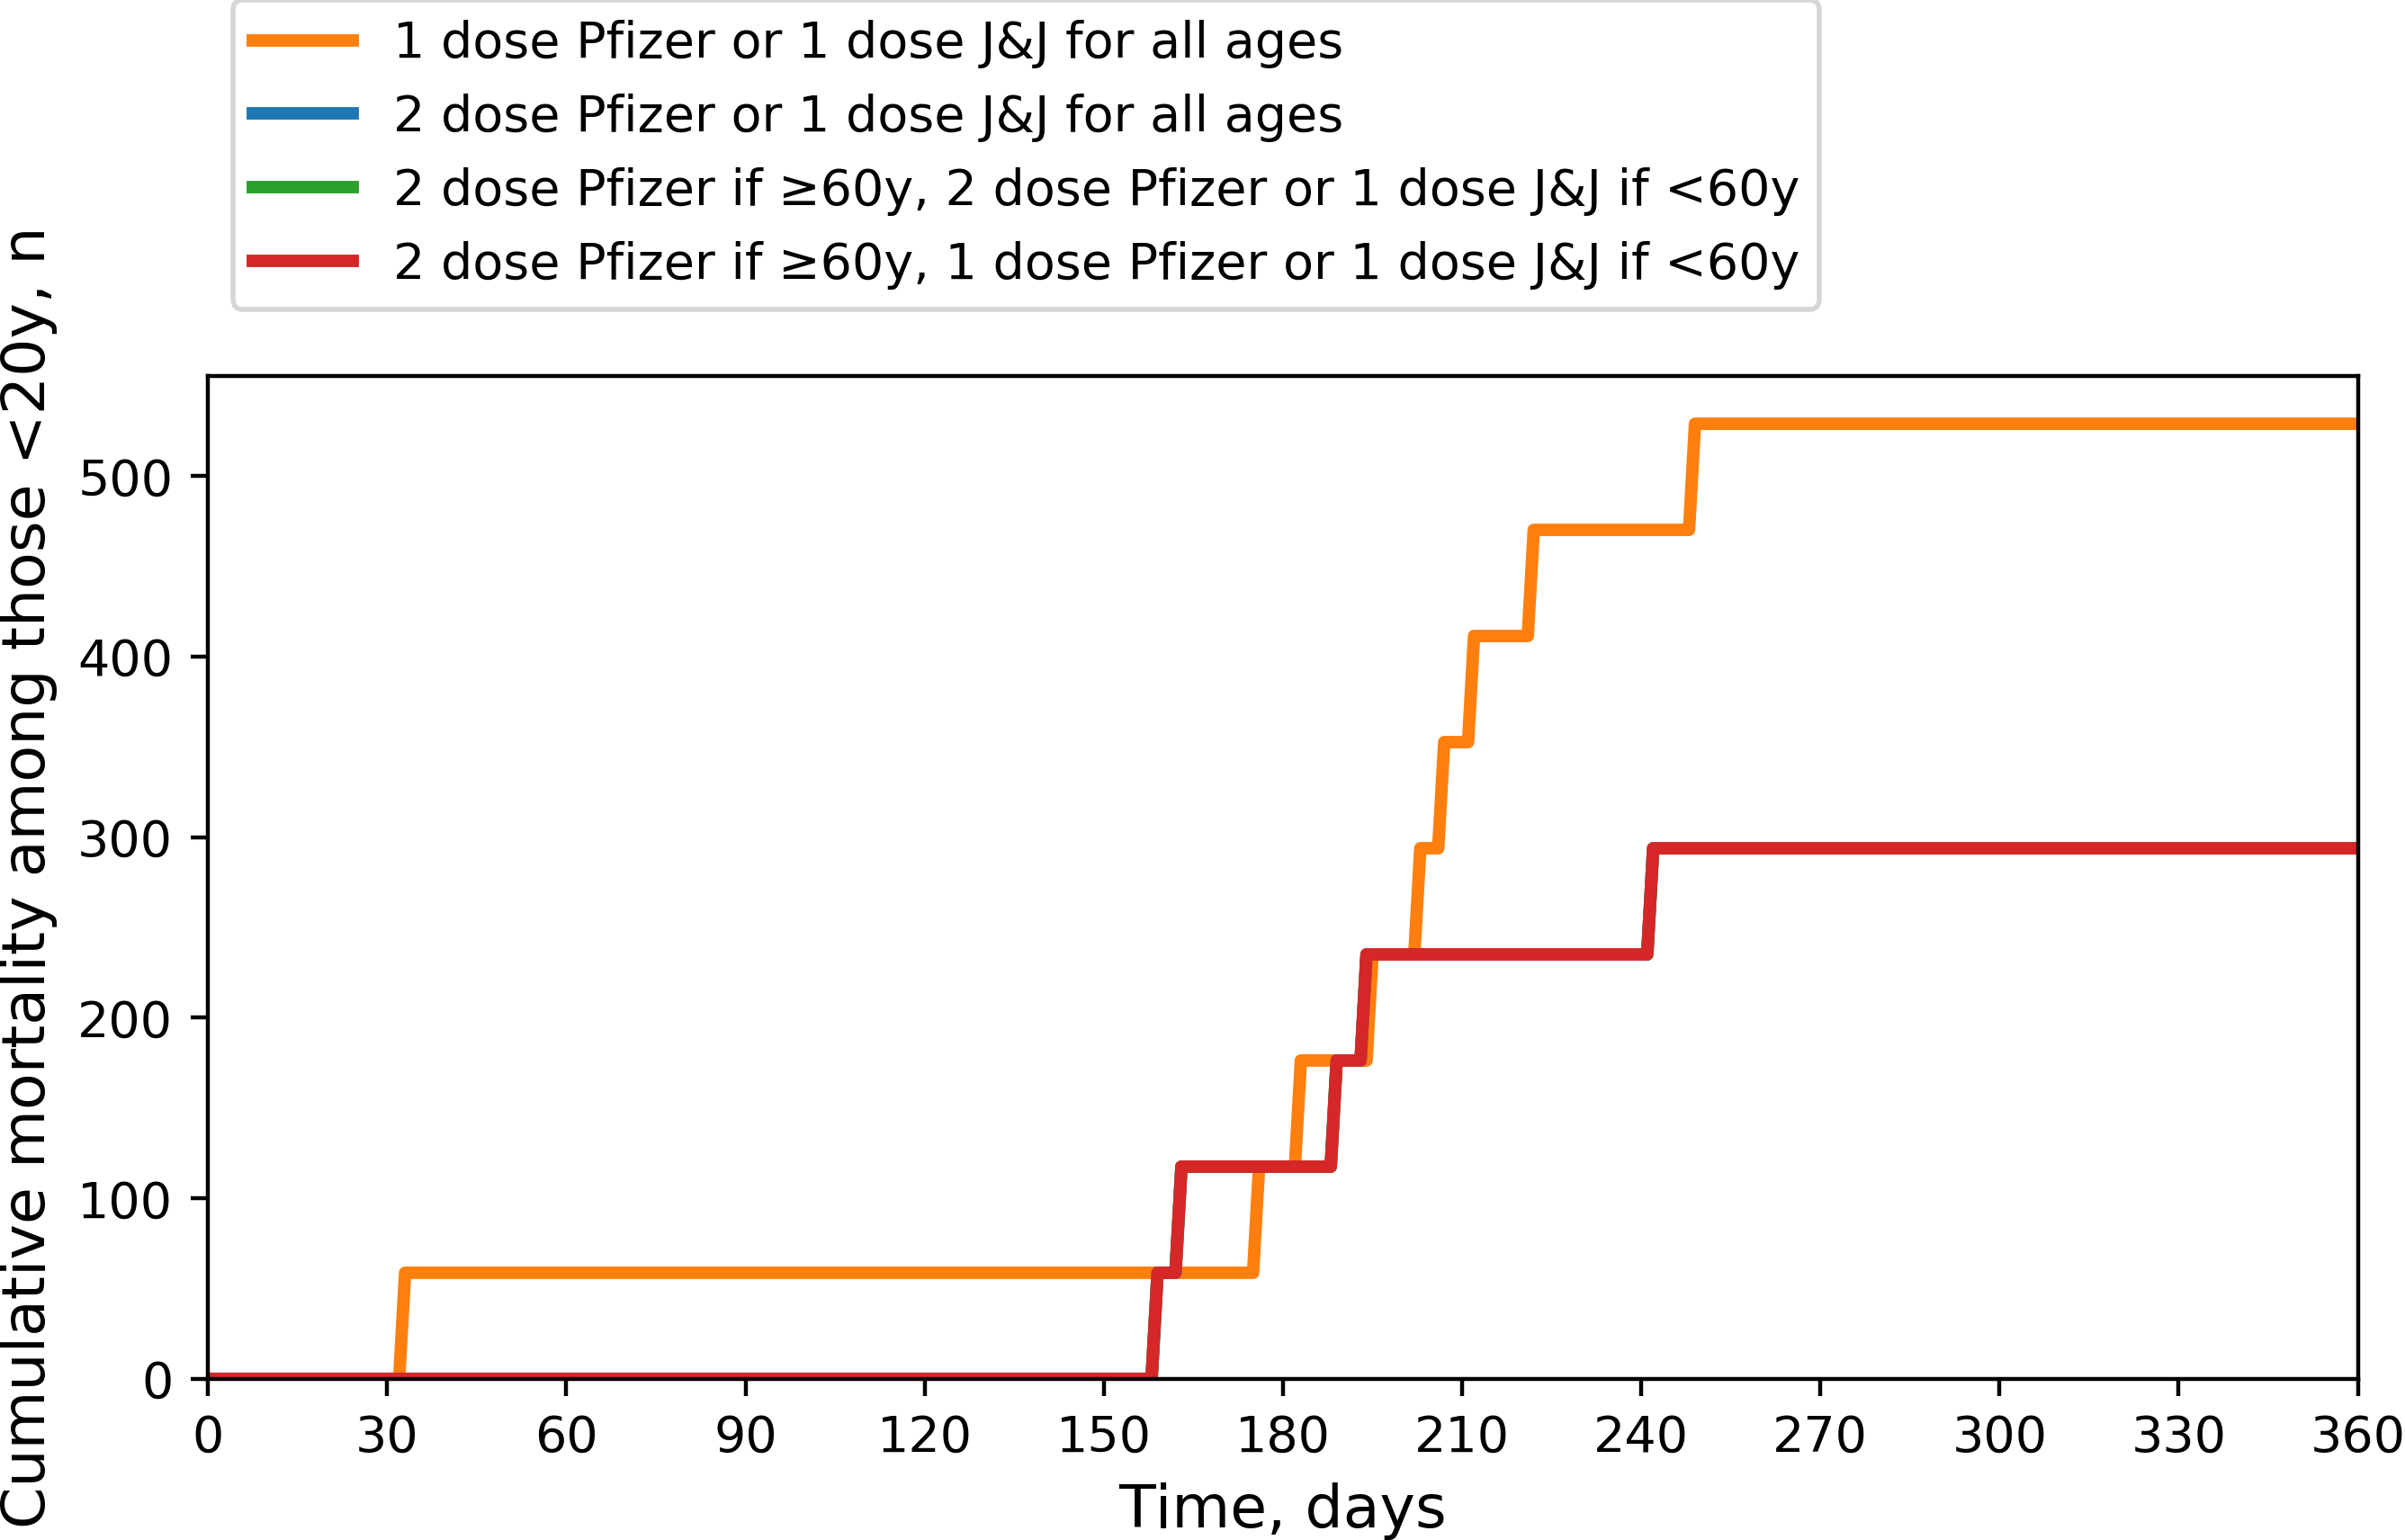 1 dose Pfizer or 1 dose J&J for all ages
2 dose Pfizer or 1 dose J&J for all ages
2 dose Pfizer if ≥60y, 2 dose Pfizer or 1 dose J&J if <60y
2 dose Pfizer if ≥60y, 1 dose Pfizer or 1 dose J&J if <60y
Cumulative mortality among those <20y, n
500
400
300
200
100
0
0 30 60 90 120 150 180 210 240 270 300 330 360
Time, days